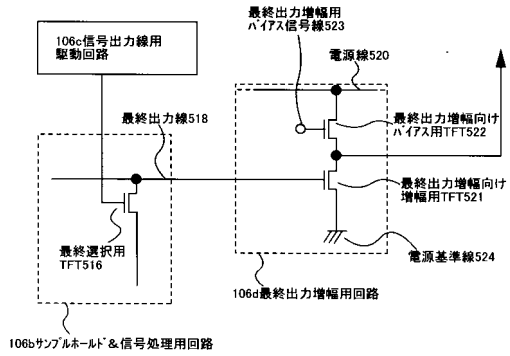 最終出力増幅用
バイアス信号線523
106c信号出力線用
駆動回路
電源線520
最終出力線518
最終出力増幅向け
バイアス用TFT522
最終出力増幅向け
増幅用TFT521
最終選択用
TFT516
電源基準線524
106d最終出力増幅用回路
106bサンプルホールド&信号処理用回路